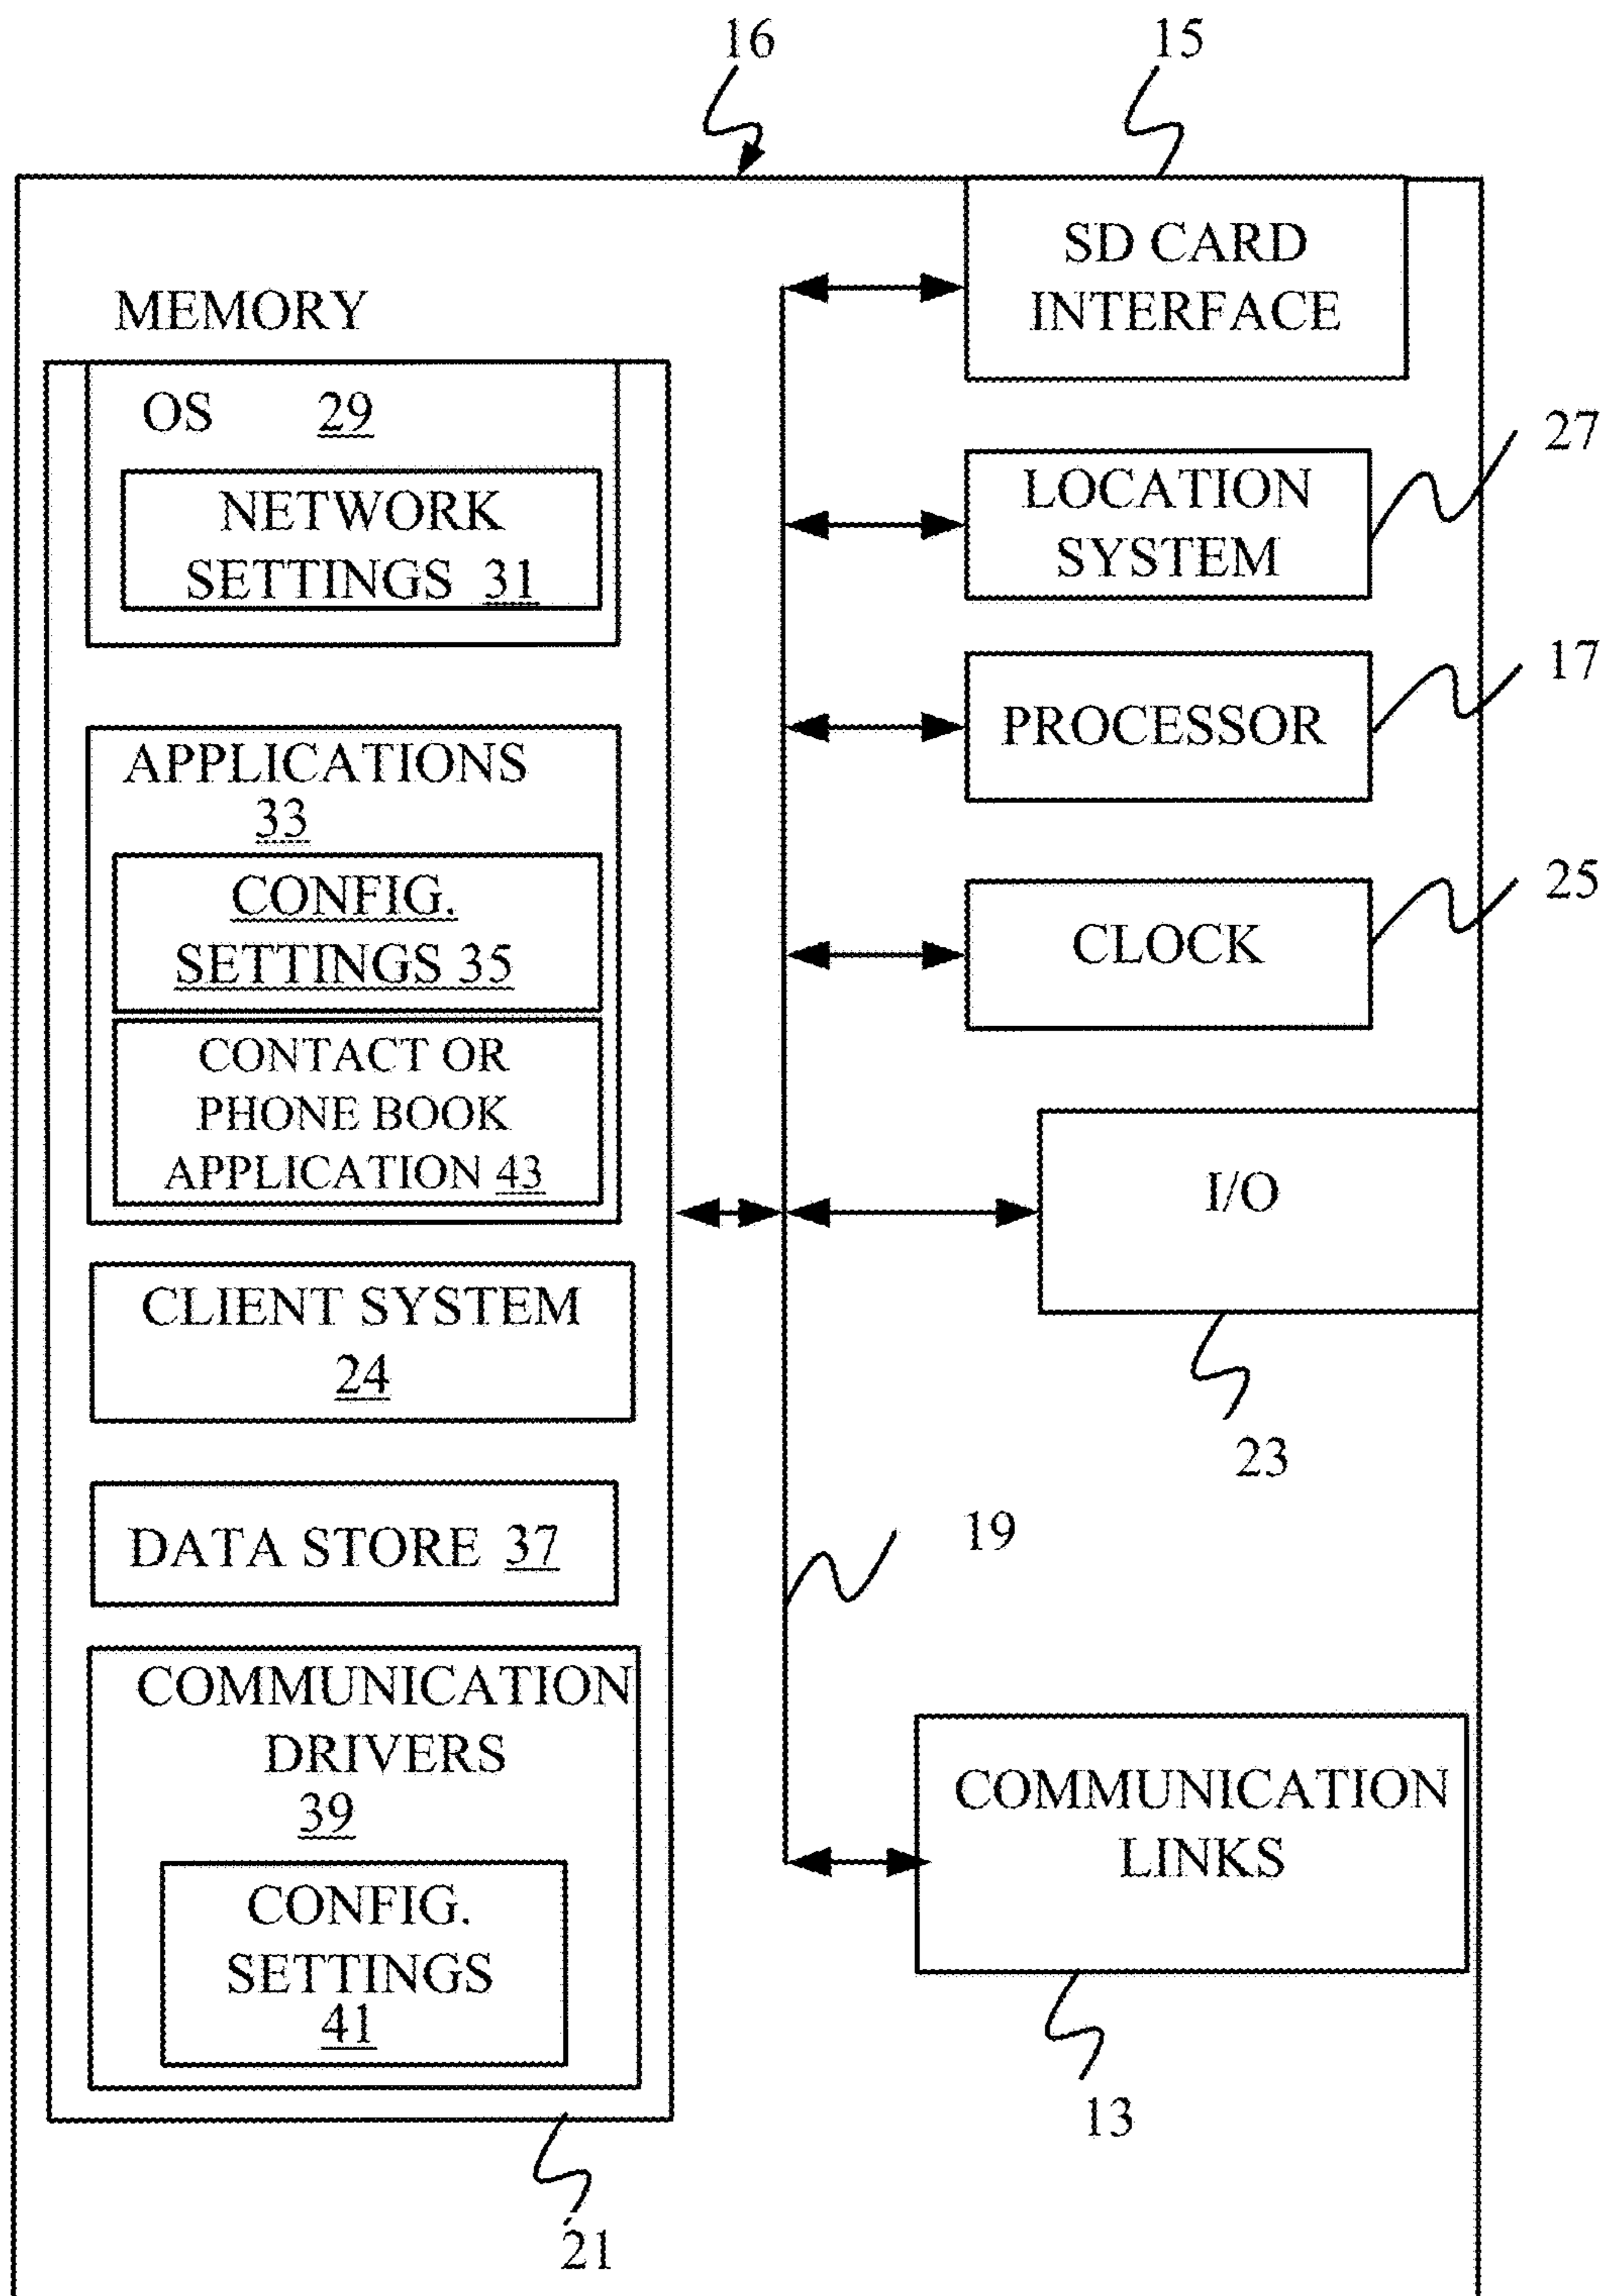 16
15
SD CARD
INTERFACE
MEMORY
OS 29
NETWORK
SETTINGS 31
27
LOCATION
SYSTEM
17
PROCESSOR
APPLICATIONS
33
CONFIG.
SETTINGS 35
25
CLOCK
CONTACT OR
PHONE BOOK
APPLICATION 43
I/O
23
CLIENT SYSTEM
24
19
DATA STORE 37
COMMUNICATION
DRIVERS
39
CONFIG.
SETTINGS
41
COMMUNICATION
LINKS
13
21